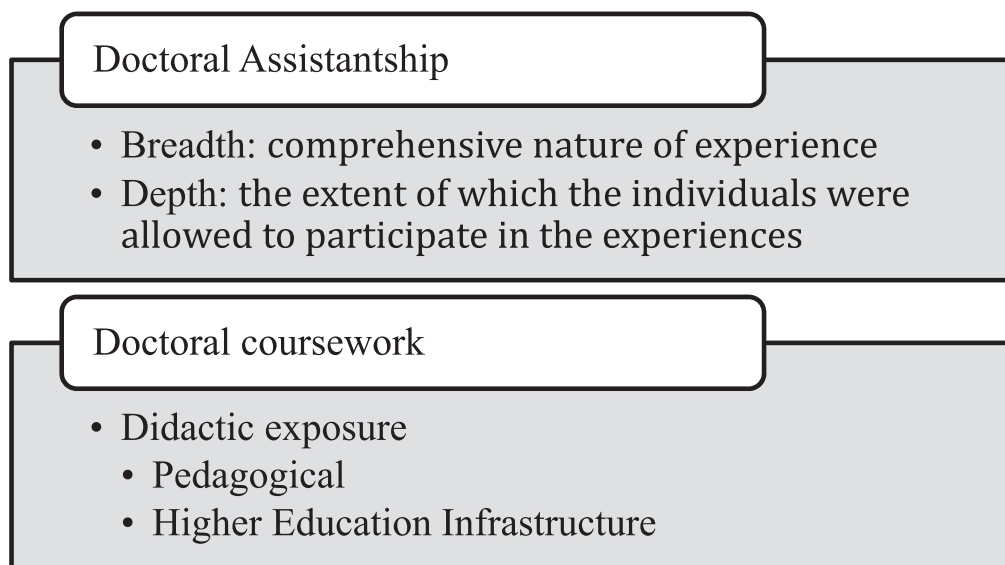 Doctoral Assistantship
• Breadth: comprehensive nature of experience
• Depth: the extent of which the individuals were
allowed to participate in the experiences
Doctoral coursework
• Didactic exposure
• Pedagogical
• Higher Education Infrastructure